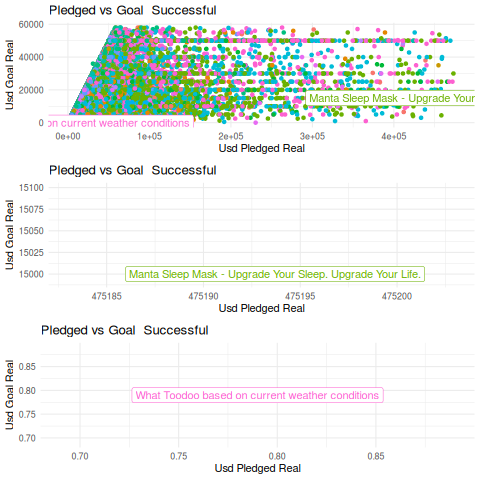 Pledged vs Goal  Successful
Usd Goal Real
60000
40000
20000
0
Manta Sleep Mask - Upgrade Your
on current weather conditions
0e+00 1e+05 2e+05 3e+05 4e+05
Usd Pledged Real
Pledged vs Goal  Successful
Usd Goal Real
15100
15075
15050
15025
15000
Manta Sleep Mask - Upgrade Your Sleep. Upgrade Your Life.
475185 475190 475195 475200
Usd Pledged Real
Pledged vs Goal  Successful
Usd Goal Real
0.85
0.80
0.75
0.70
What Toodoo based on current weather conditions
0.70 0.75 0.80 0.85
Usd Pledged Real